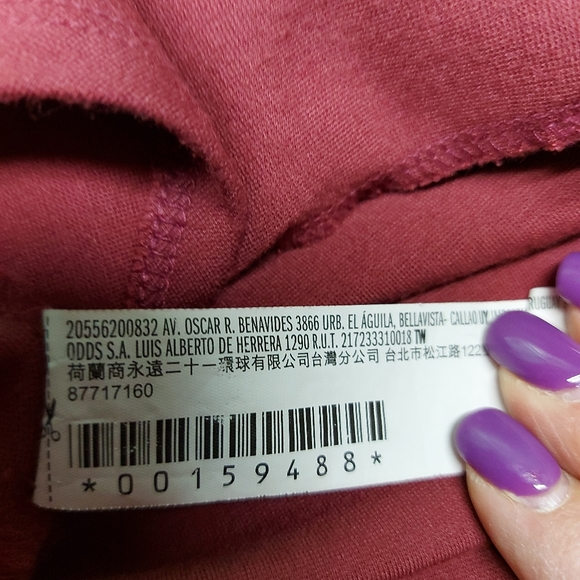 20556200832 AV. OSCAR R. BENAVIDES 3866 URB. EL ÁGUILA, BELLAVISTA- CALLAO UY
ODDS S.A. LUIS ALBERTO DE HERRERA 1290 R.U.T. 217233310018 TW
荷蘭商永遠二十一環球有限公司台灣分公司 台北市松江路
87717160
*00159488*